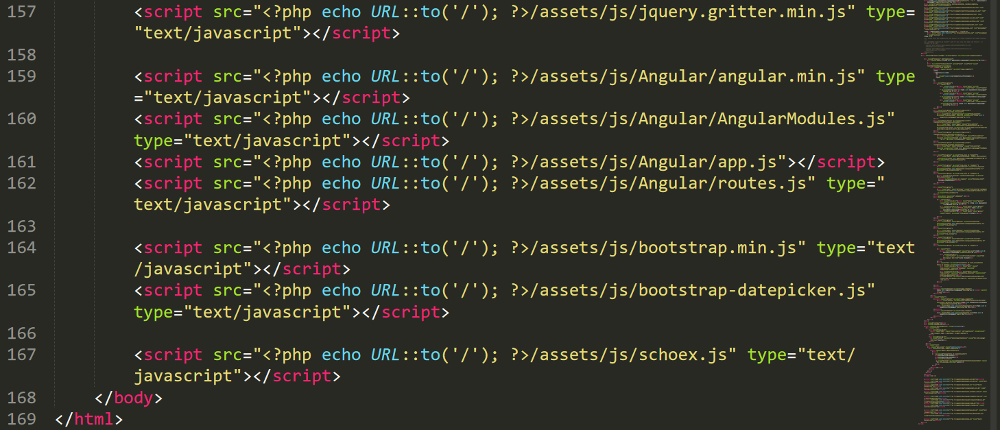 157 <script src="<?php echo URL::to('/'); ?>/assets/js/jquery.gritter.min.js" type=
"text/javascript"></script>
158
159 <script src="<?php echo URL::to('/'); ?>/assets/js/Angular/angular.min.js" type
="text/javascript"></script>
160 <script src="<?php echo URL::to('/'); ?>/assets/js/Angular/AngularModules.js"
type="text/javascript"></script>
161 <script src="<?php echo URL::to('/'); ?>/assets/js/Angular/app.js"></script>
162 <script src="<?php echo URL::to('/'); ?>/assets/js/Angular/routes.js" type="
text/javascript"></script>
163
164 <script src="<?php echo URL::to('/'); ?>/assets/js/bootstrap.min.js" type="text
/javascript"></script>
165 <script src="<?php echo URL::to('/'); ?>/assets/js/bootstrap-datepicker.js"
type="text/javascript"></script>
166
167 <script src="<?php echo URL::to('/'); ?>/assets/js/schoex.js" type="text/
javascript"></script>
168 </body>
169 </html>